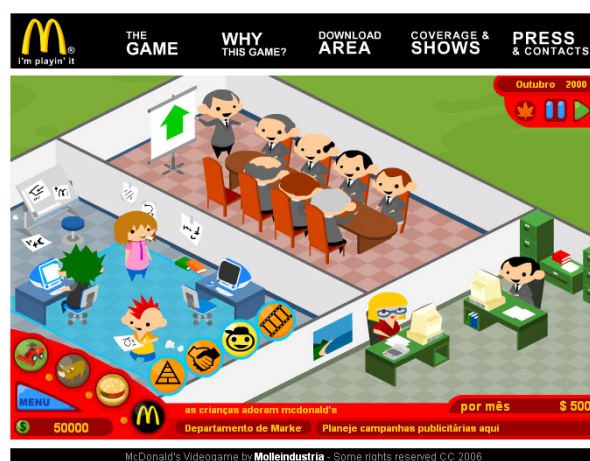 THE GAME
WHY THIS GAME?
DOWNLOAD AREA
COVERAGE & SHOWS
PRESS & CONTACTS
i'm playin' it
Outubro 2000
MENU
as crianças adoram mcdonald's
por mês $ 500
$ 50000
Departamento de Marke
Planeje campanhas publicitárias aqui
McDonald's Videogame by Molleindustria - Some rights reserved CC 2006